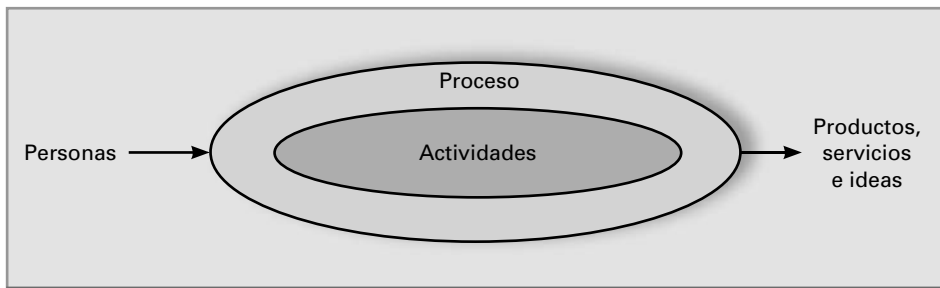 Proceso
Personas
Actividades
Productos,
servicios
e ideas